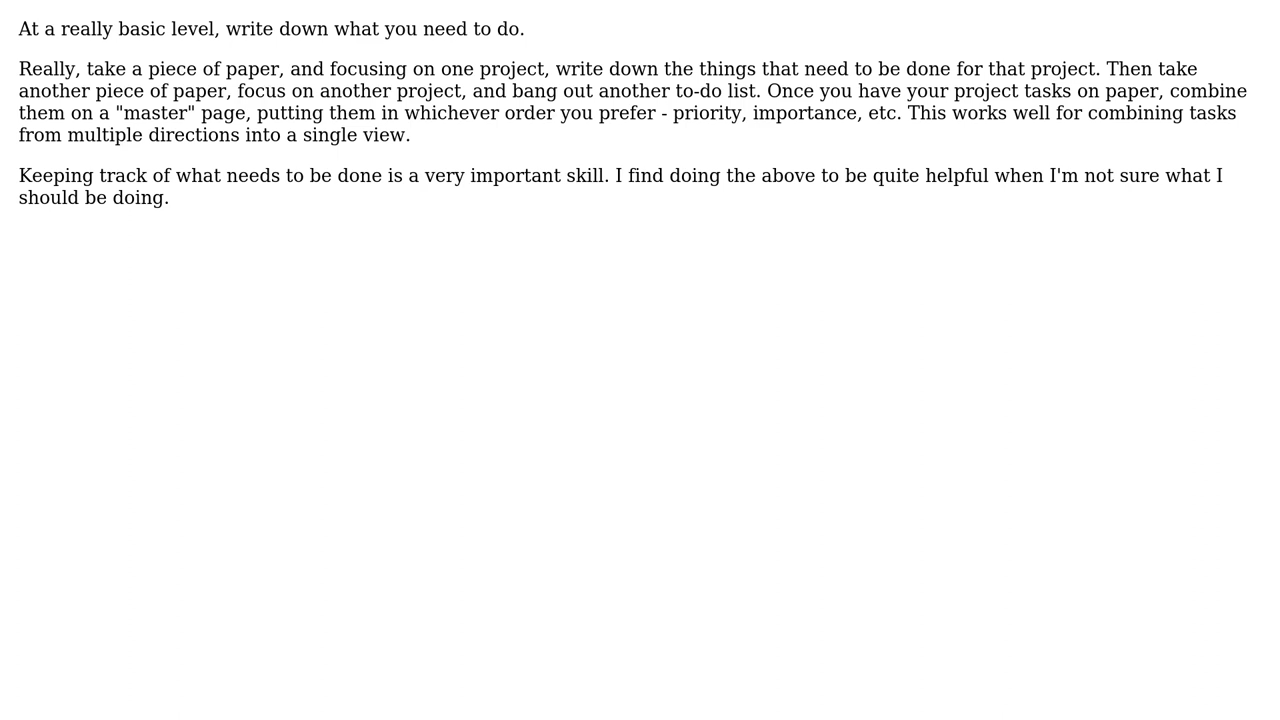 At a really basic level, write down what you need to do.
Really, take a piece of paper, and focusing on one project, write down the things that need to be done for that project. Then take
another piece of paper, focus on another project, and bang out another to-do list. Once you have your project tasks on paper, combine
them on a "master" page, putting them in whichever order you prefer - priority, importance, etc. This works well for combining tasks
from multiple directions into a single view.
Keeping track of what needs to be done is a very important skill. I find doing the above to be quite helpful when I'm not sure what I
should be doing.